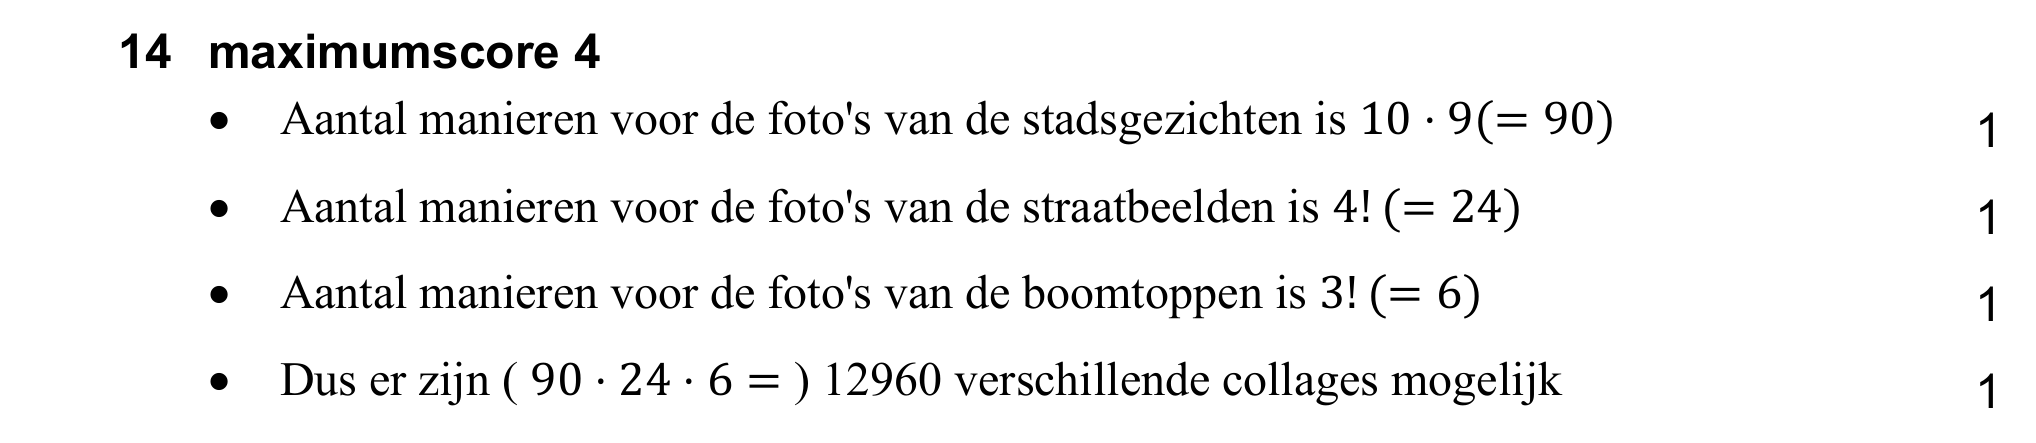 14 maximumscore 4
• Aantal manieren voor de foto's van de stadsgezichten is 10 · 9(= 90) 1
• Aantal manieren voor de foto's van de straatbeelden is 4! (= 24) 1
• Aantal manieren voor de foto's van de boomtoppen is 3! (= 6) 1
• Dus er zijn ( 90 · 24 · 6 = ) 12960 verschillende collages mogelijk 1